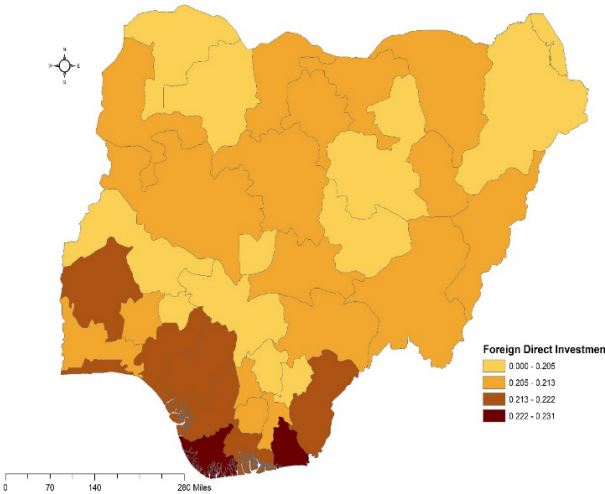 N
W E
S
Foreign Direct Investmen
0.000 - 0.205
0.205 - 0.213
0.213 - 0.222
0.222 - 0.231
0 70 140 280 Miles